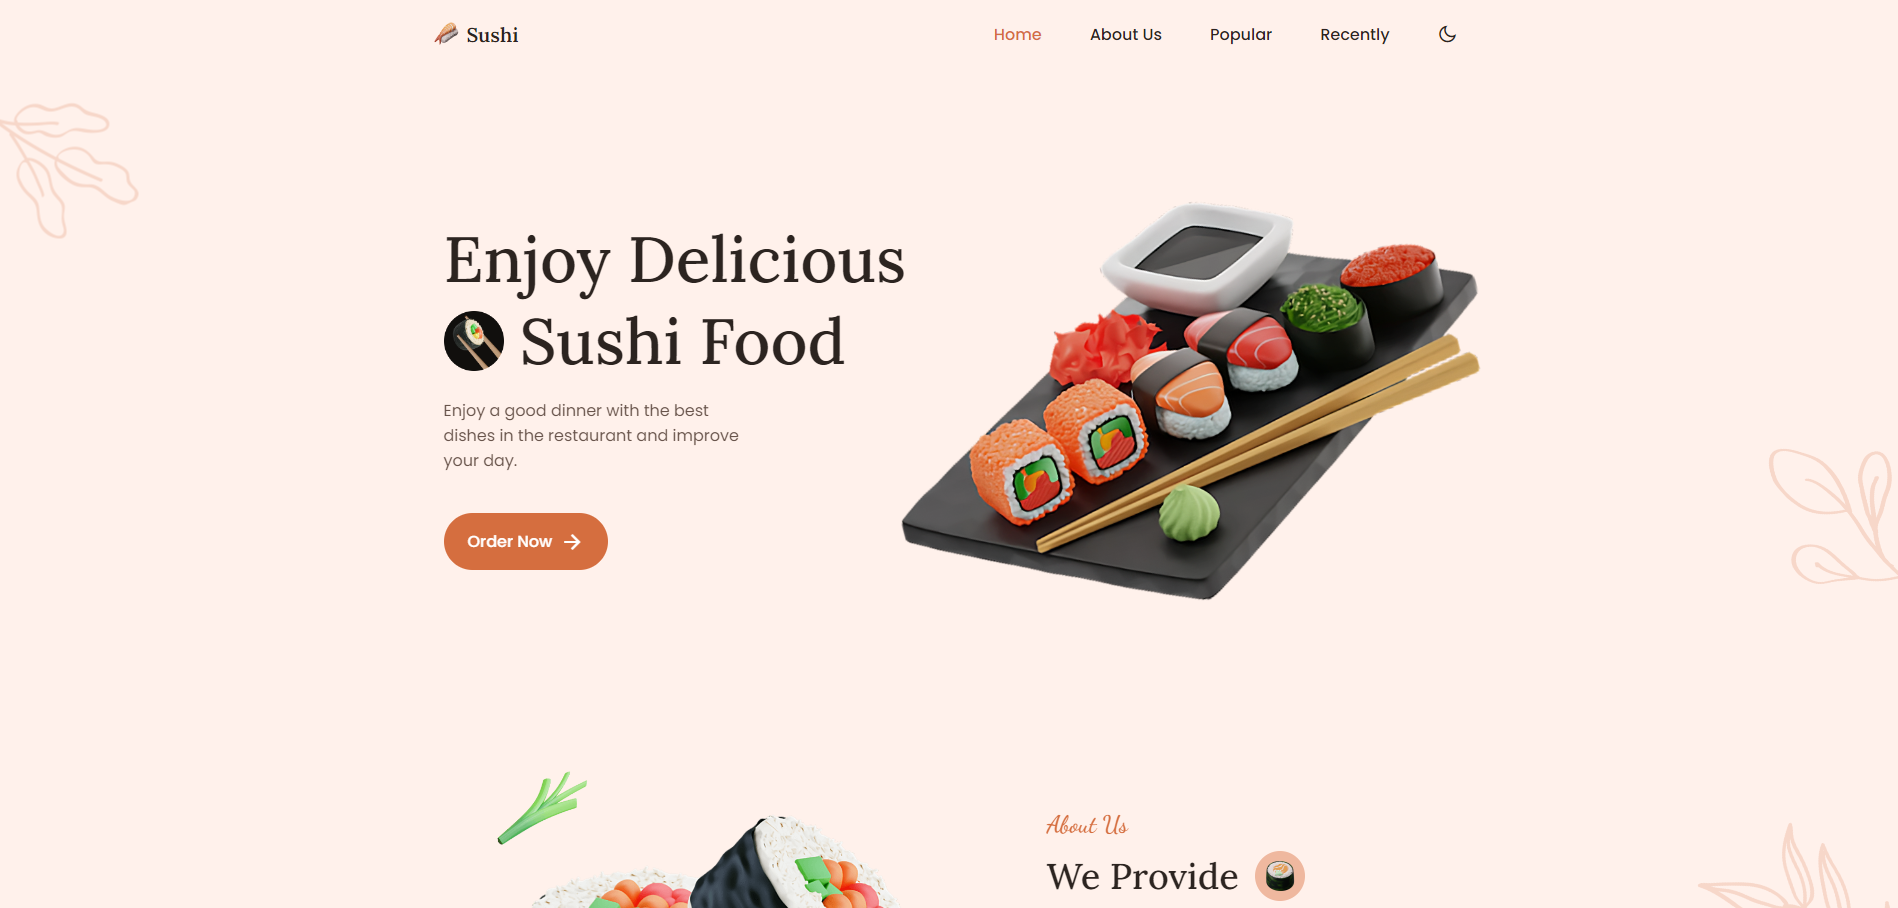 Sushi
Home
About Us
Popular
Recently
Enjoy Delicious
Sushi Food
Enjoy a good dinner with the best
dishes in the restaurant and improve
your day.
Order Now
About Us
We Provide